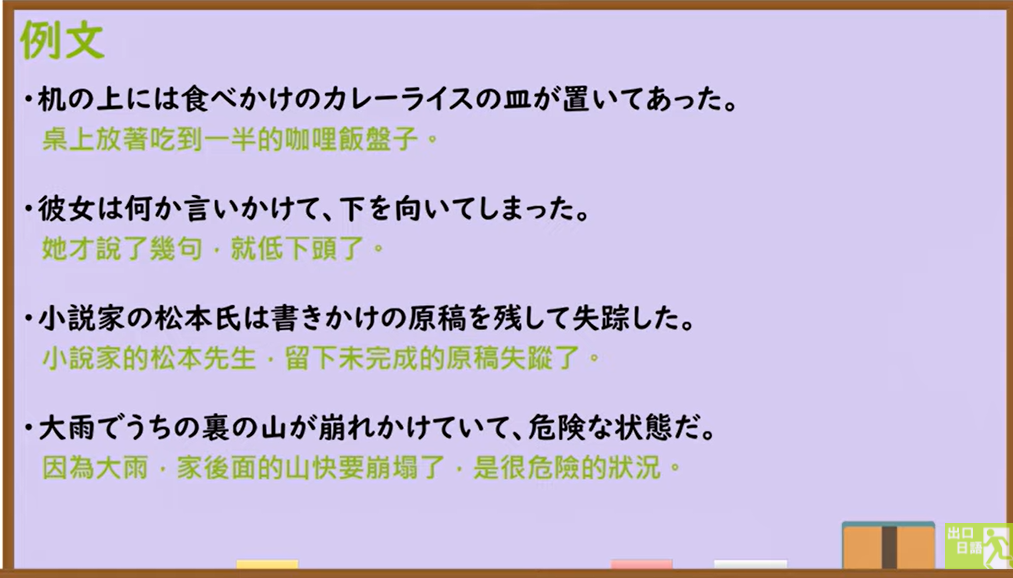 例文
・机の上には食べかけのカレーライスの皿が置いてあった。
桌上放著吃到一半的咖哩飯盤子。
・彼女は何か言いかけて、下を向いてしまった。
她才說了幾句，就低下頭了。
・小説家の松本氏は書きかけの原稿を残して失踪した。
小說家的松本先生，留下未完成的原稿失蹤了。
・大雨でうちの裏の山が崩れかけていて、危険な状態だ。
因為大雨，家後面的山快要崩塌了，是很危險的狀況。
出口
日語